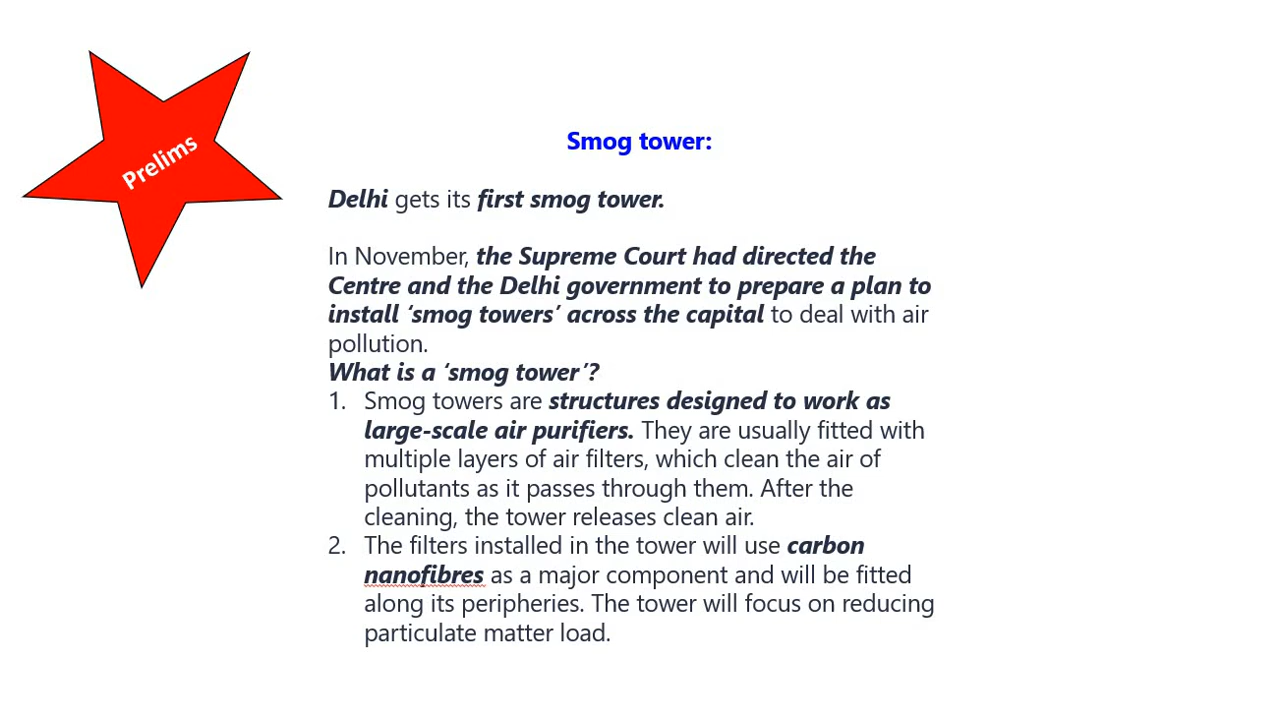 Prelims
Smog tower:
Delhi gets its first smog tower.
In November, the Supreme Court had directed the
Centre and the Delhi government to prepare a plan to
install ‘smog towers’ across the capital to deal with air
pollution.
What is a ‘smog tower’?
1. Smog towers are structures designed to work as
large-scale air purifiers. They are usually fitted with
multiple layers of air filters, which clean the air of
pollutants as it passes through them. After the
cleaning, the tower releases clean air.
2. The filters installed in the tower will use carbon
nanofibres as a major component and will be fitted
along its peripheries. The tower will focus on reducing
particulate matter load.